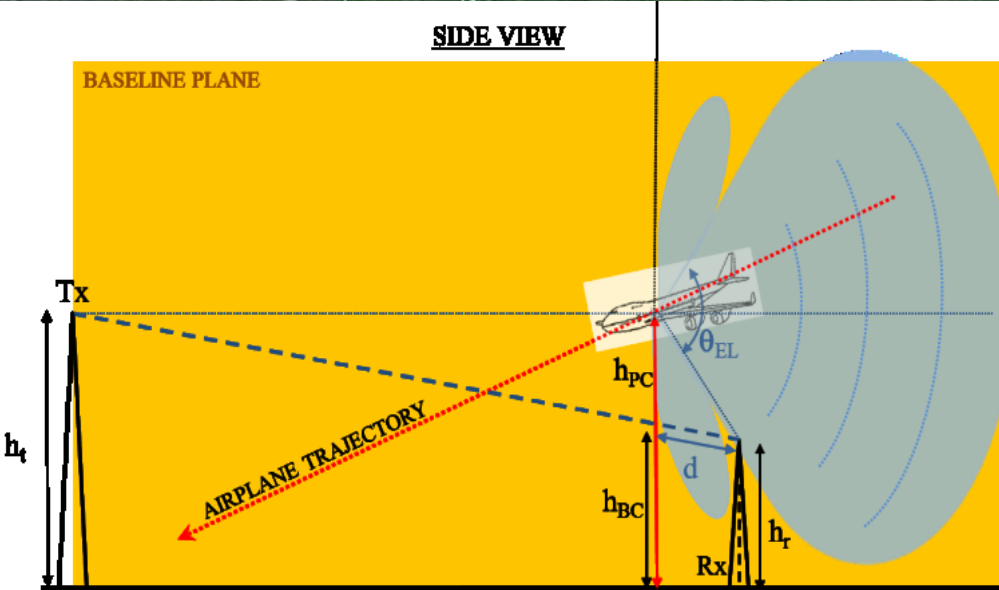 SIDE VIEW
BASELINE PLANE
Tx
θEL
hPC
AIRPLANE TRAJECTORY
ht
d
hBC
hr
Rx